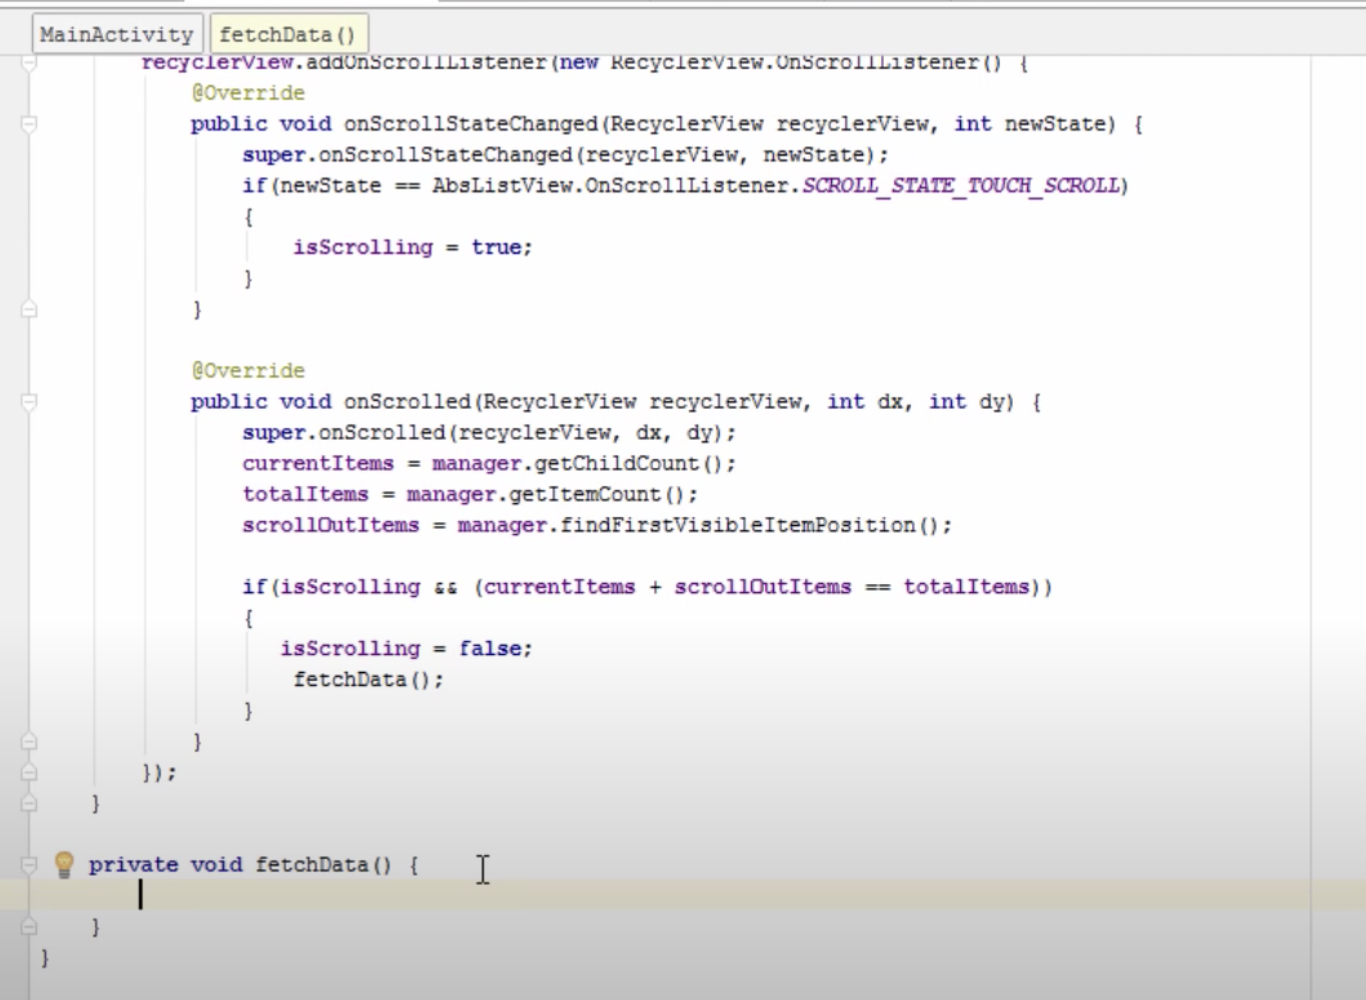 MainActivity fetchData()
recyclerView.addOnScrollListener(new RecyclerView.OnScrollListener() {
@Override
public void onScrollStateChanged(RecyclerView recyclerView, int newState) {
super.onScrollStateChanged(recyclerView, newState);
if(newState == AbsListView.OnScrollListener.SCROLL_STATE_TOUCH_SCROLL)
{
isScrolling = true;
}
}
@Override
public void onScrolled(RecyclerView recyclerView, int dx, int dy) {
super.onScrolled(recyclerView, dx, dy);
currentItems = manager.getChildCount();
totalItems = manager.getItemCount();
scrollOutItems = manager.findFirstVisibleItemPosition();
if(isScrolling && (currentItems + scrollOutItems == totalItems))
{
isScrolling = false;
fetchData();
}
}
});
}
private void fetchData() {
}
}